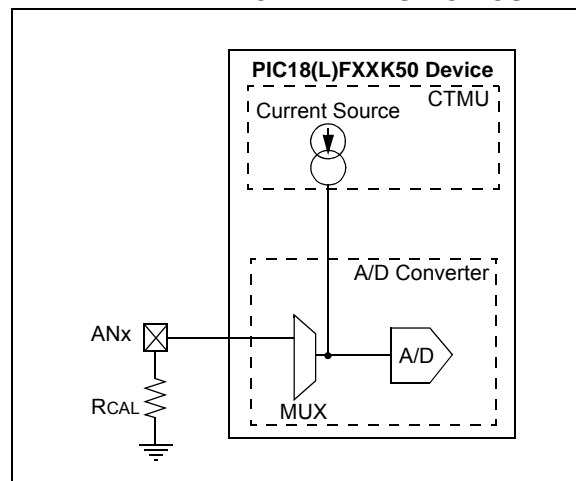 PIC18(L)FXXK50 Device
CTMU
Current Source
A/D Converter
ANx
A/D
RCAL
MUX